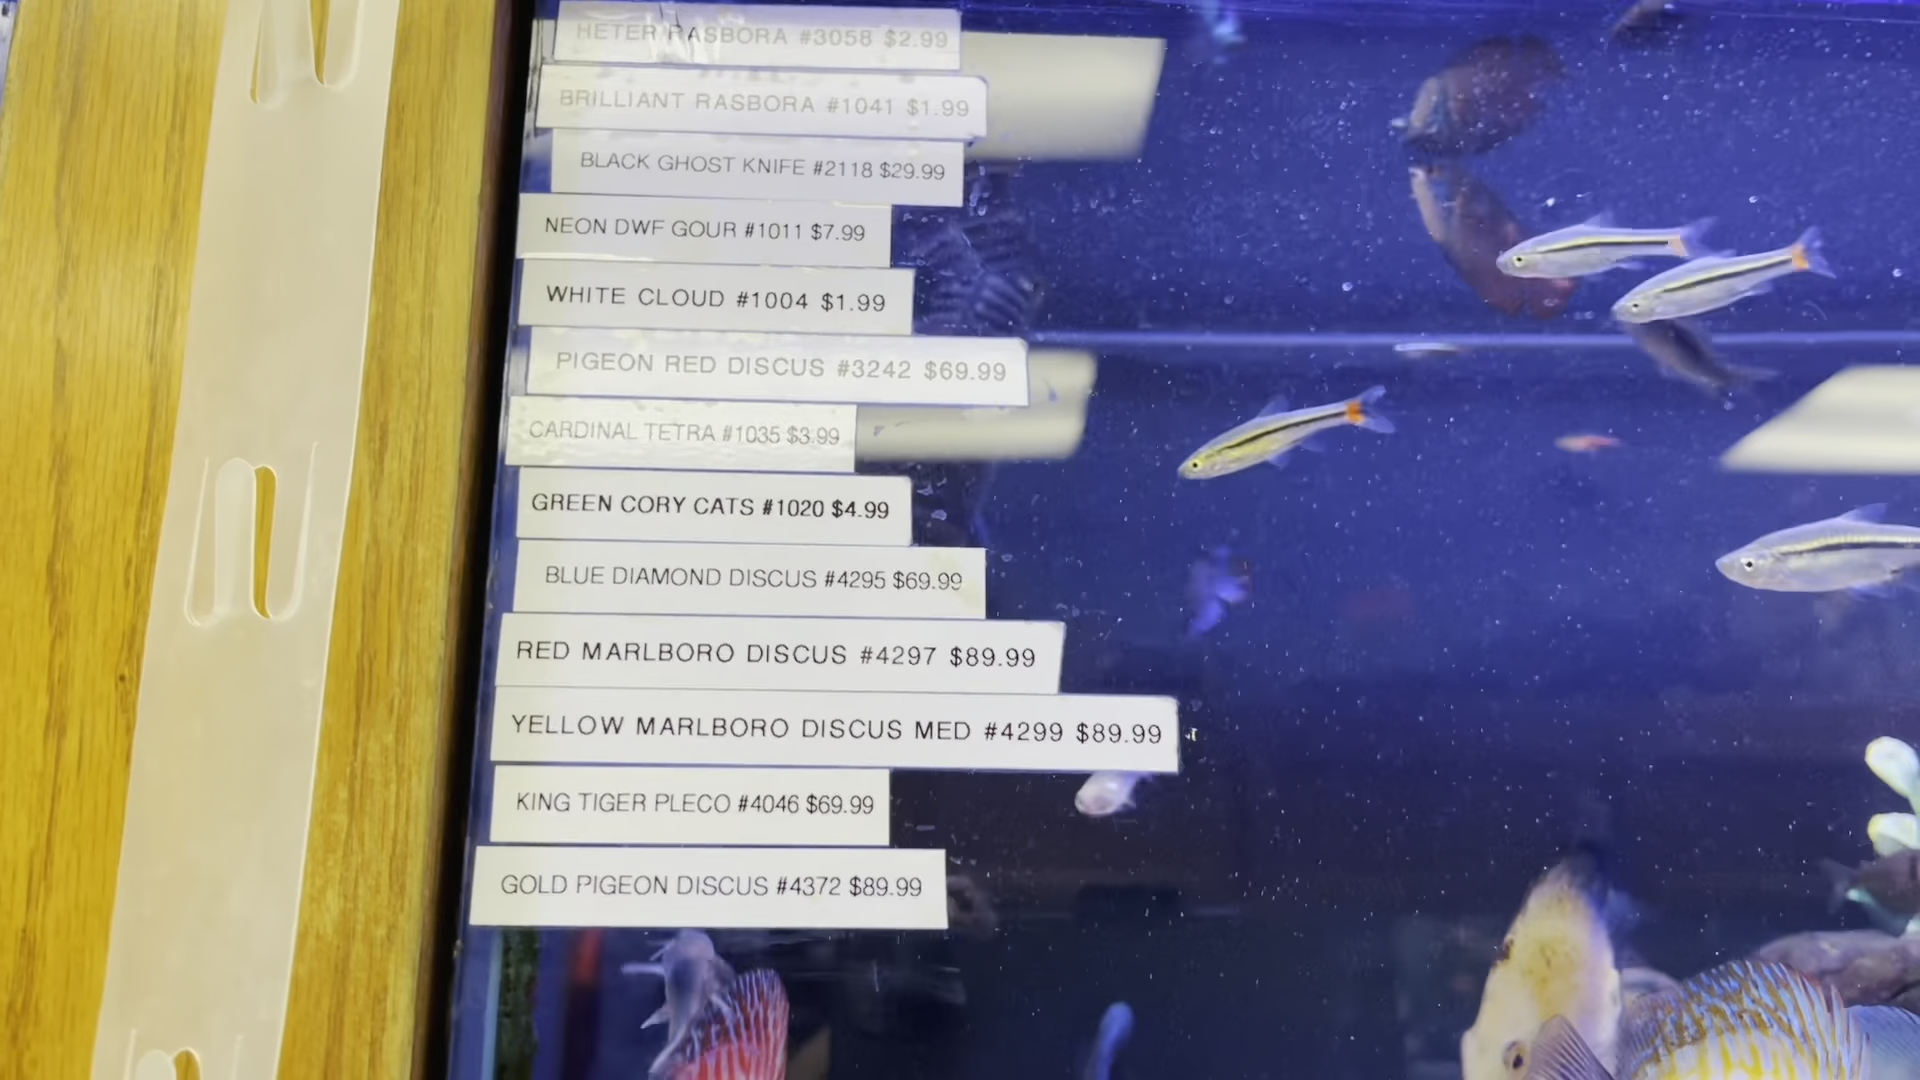 HETER RASBORA #3058 $2.99
BRILLIANT RASBORA #1041 $1.99
BLACK GHOST KNIFE #2118 $29.99
NEON DWF GOUR #1011 $7.99
WHITE CLOUD #1004 $1.99
PIGEON RED DISCUS #3242 $69.99
CARDINAL TETRA #1035 $3.99
GREEN CORY CATS #1020 $4.99
BLUE DIAMOND DISCUS #4295 $69.99
RED MARLBORO DISCUS #4297 $89.99
YELLOW MARLBORO DISCUS MED #4299 $89.99
KING TIGER PLECO #4046 $69.99
GOLD PIGEON DISCUS #4372 $89.99